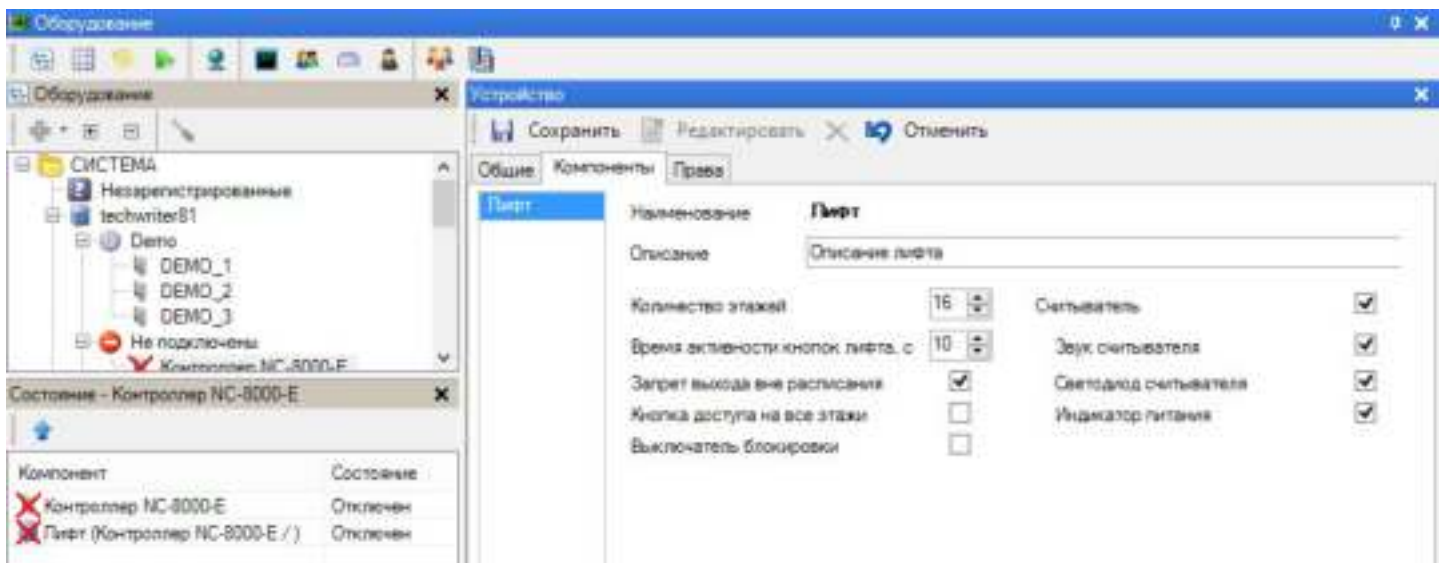 Оборудование
Оборудование
СИСТЕМА
Незарегистрированные
techwriter81
Demo
DEMO_1
DEMO_2
DEMO_3
Не подключены
Контроллер NC-8000-E
Состояние - Контроллер NC-8000-E
Компонент Состояние
Контроллер NC-8000-E Отключен
Лифт (Контроллер NC-8000-E / ) Отключен
Устройство
Сохранить Редактировать Отменить
Общие Компоненты Права
Лифт
Наименование Лифт
Описание Описание лифта
Количество этажей 16 Считыватель
Время активности кнопок лифта, с 10 Звук считывателя
Запрет выхода вне расписания Светодиод считывателя
Кнопка доступа на все этажи Индикатор питания
Выключатель блокировки